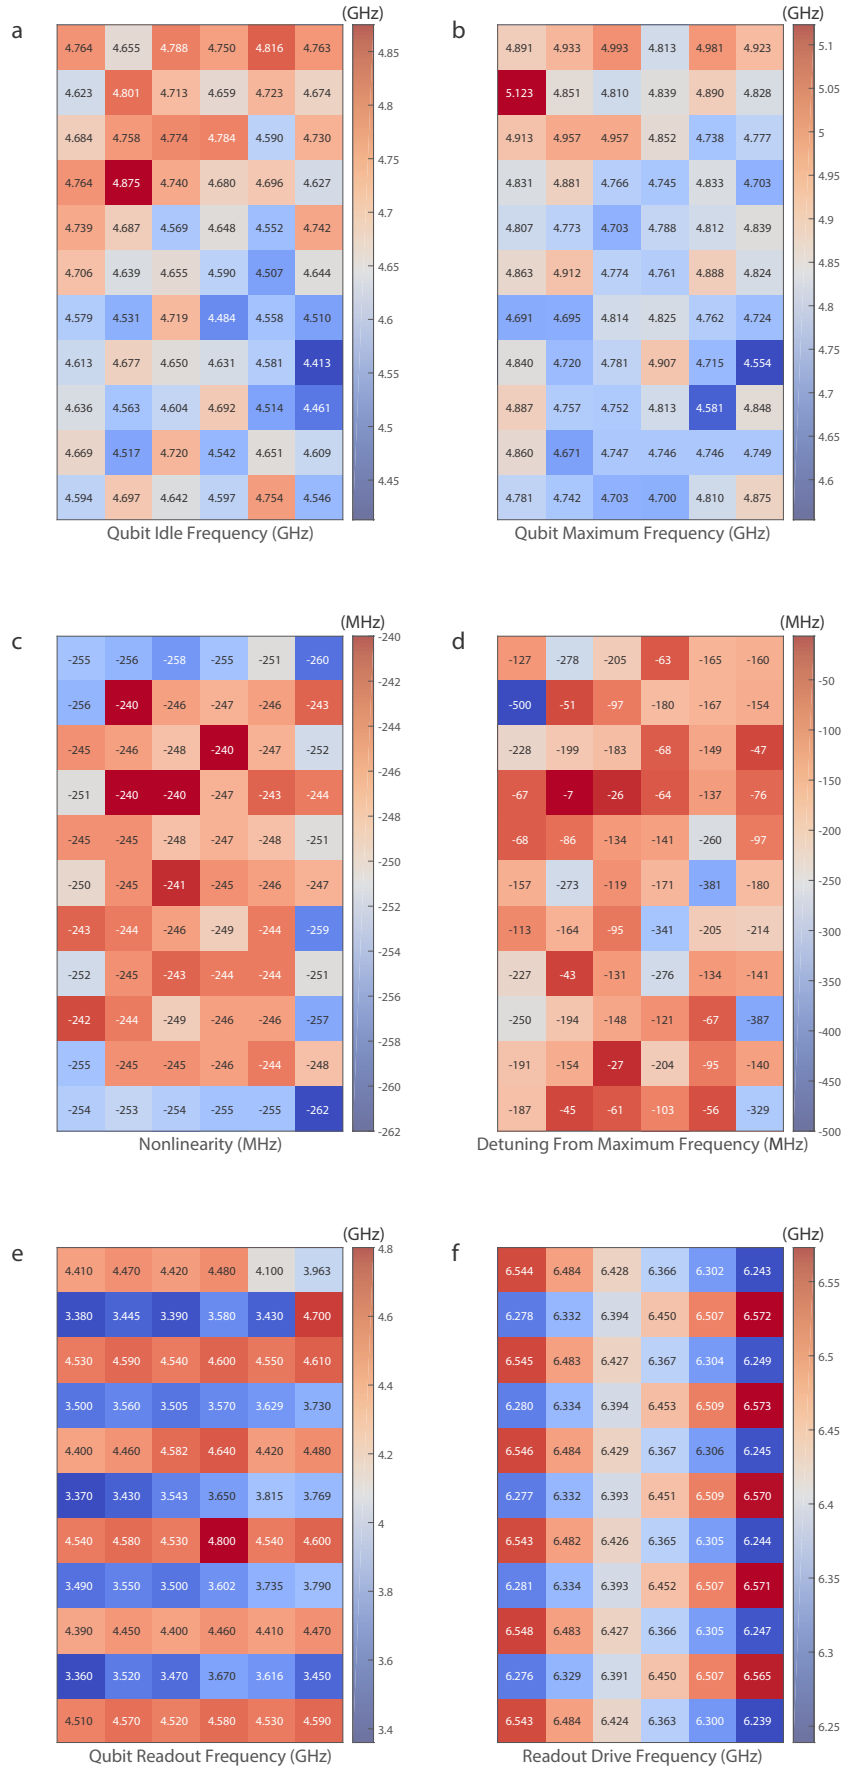 a
(GHz)
4.764 4.655 4.788 4.750 4.816 4.763
4.623 4.801 4.713 4.659 4.723 4.674
4.684 4.758 4.774 4.784 4.590 4.730
4.764 4.875 4.740 4.680 4.696 4.627
4.739 4.687 4.569 4.648 4.552 4.742
4.706 4.639 4.655 4.590 4.507 4.644
4.579 4.531 4.719 4.484 4.558 4.510
4.613 4.677 4.650 4.631 4.581 4.413
4.636 4.563 4.604 4.692 4.514 4.461
4.669 4.517 4.720 4.542 4.651 4.609
4.594 4.697 4.642 4.597 4.754 4.546
4.85
4.8
4.75
4.7
4.65
4.6
4.55
4.5
4.45
Qubit Idle Frequency (GHz)
b
(GHz)
4.891 4.933 4.993 4.813 4.981 4.923
5.123 4.851 4.810 4.839 4.890 4.828
4.913 4.957 4.957 4.852 4.738 4.777
4.831 4.881 4.766 4.745 4.833 4.703
4.807 4.773 4.703 4.788 4.812 4.839
4.863 4.912 4.774 4.761 4.888 4.824
4.691 4.695 4.814 4.825 4.762 4.724
4.840 4.720 4.781 4.907 4.715 4.554
4.887 4.757 4.752 4.813 4.581 4.848
4.860 4.671 4.747 4.746 4.746 4.749
4.781 4.742 4.703 4.700 4.810 4.875
5.1
5.05
5
4.95
4.9
4.85
4.8
4.75
4.7
4.65
4.6
Qubit Maximum Frequency (GHz)
c
(MHz)
-255 -256 -258 -255 -251 -260
-256 -240 -246 -247 -246 -243
-245 -246 -248 -240 -247 -252
-251 -240 -240 -247 -243 -244
-245 -245 -248 -247 -248 -251
-250 -245 -241 -245 -246 -247
-243 -244 -246 -249 -244 -259
-252 -245 -243 -244 -244 -251
-242 -244 -249 -246 -246 -257
-255 -245 -245 -246 -244 -248
-254 -253 -254 -255 -255 -262
-240
-242
-244
-246
-248
-250
-252
-254
-256
-258
-260
-262
Nonlinearity (MHz)
d
(MHz)
-127 -278 -205 -63 -165 -160
-500 -51 -97 -180 -167 -154
-228 -199 -183 -68 -149 -47
-67 -7 -26 -64 -137 -76
-68 -86 -134 -141 -260 -97
-157 -273 -119 -171 -381 -180
-113 -164 -95 -341 -205 -214
-227 -43 -131 -276 -134 -141
-250 -194 -148 -121 -67 -387
-191 -154 -27 -204 -95 -140
-187 -45 -61 -103 -56 -329
-50
-100
-150
-200
-250
-300
-350
-400
-450
-500
Detuning From Maximum Frequency (MHz)
e
(GHz)
4.410 4.470 4.420 4.480 4.100 3.963
3.380 3.445 3.390 3.580 3.430 4.700
4.530 4.590 4.540 4.600 4.550 4.610
3.500 3.560 3.505 3.570 3.629 3.730
4.400 4.460 4.582 4.640 4.420 4.480
3.370 3.430 3.543 3.650 3.815 3.769
4.540 4.580 4.530 4.800 4.540 4.600
3.490 3.550 3.500 3.602 3.735 3.790
4.390 4.450 4.400 4.460 4.410 4.470
3.360 3.520 3.470 3.670 3.616 3.450
4.510 4.570 4.520 4.580 4.530 4.590
4.8
4.6
4.4
4.2
4
3.8
3.6
3.4
Qubit Readout Frequency (GHz)
f
(GHz)
6.544 6.484 6.428 6.366 6.302 6.243
6.278 6.332 6.394 6.450 6.507 6.572
6.545 6.483 6.427 6.367 6.304 6.249
6.280 6.334 6.394 6.453 6.509 6.573
6.546 6.484 6.429 6.367 6.306 6.245
6.277 6.332 6.393 6.451 6.509 6.570
6.543 6.482 6.426 6.365 6.305 6.244
6.281 6.334 6.393 6.452 6.507 6.571
6.548 6.483 6.427 6.366 6.305 6.247
6.276 6.329 6.391 6.450 6.507 6.565
6.543 6.484 6.424 6.363 6.300 6.239
6.55
6.5
6.45
6.4
6.35
6.3
6.25
Readout Drive Frequency (GHz)